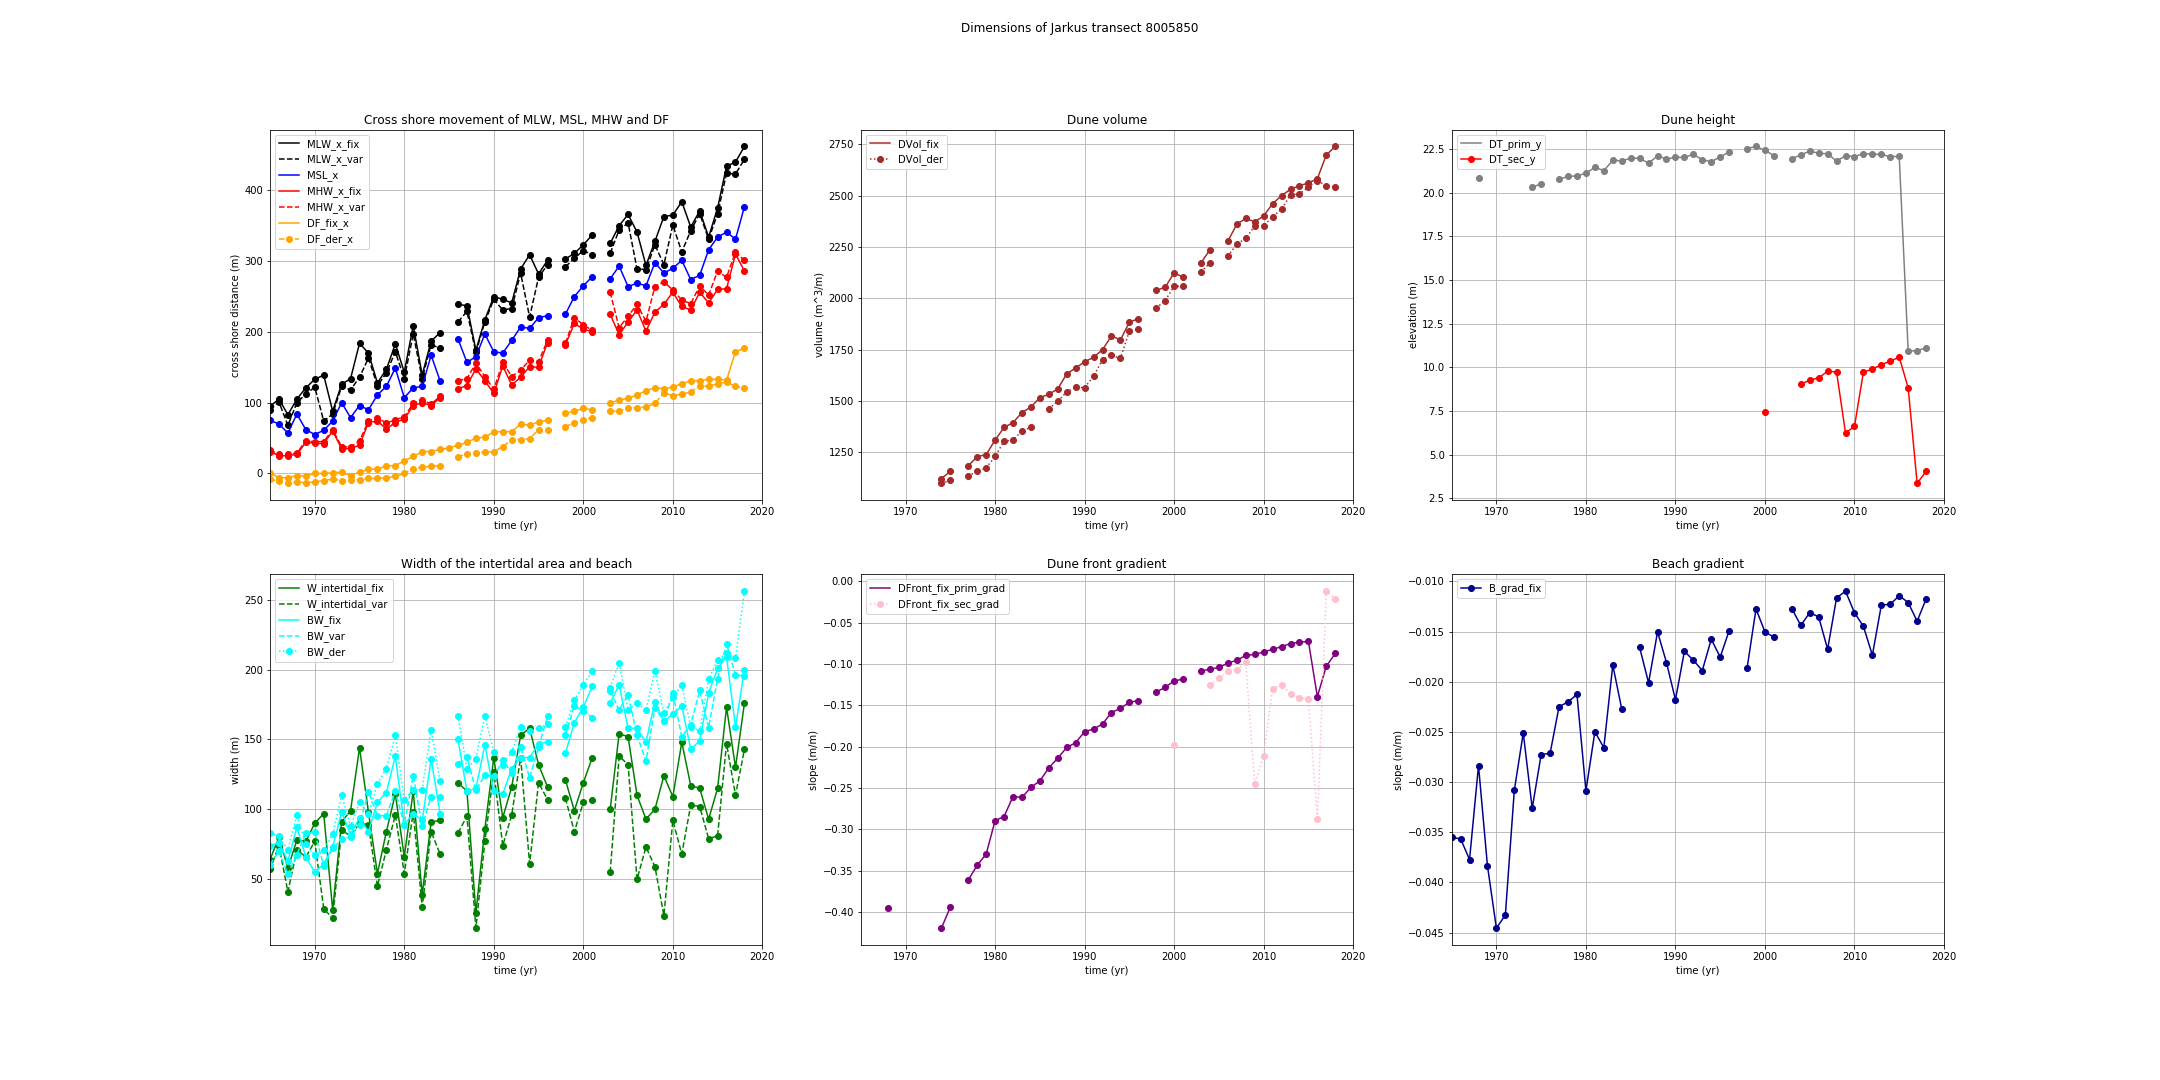 Dimensions of Jarkus transect 8005850
Cross shore movement of MLW, MSL, MHW and DF
MLW_x_fix
MLW_x_var
MSL_x
MHW_x_fix
MHW_x_var
DF_fix_x
DF_der_x
cross shore distance (m)
400
300
200
100
0
1970 1980 1990 2000 2010 2020
time (yr)
Dune volume
DVol_fix
DVol_der
volume (m^3/m)
2750
2500
2250
2000
1750
1500
1250
1970 1980 1990 2000 2010 2020
time (yr)
Dune height
DT_prim_y
DT_sec_y
elevation (m)
22.5
20.0
17.5
15.0
12.5
10.0
7.5
5.0
2.5
1970 1980 1990 2000 2010 2020
time (yr)
Width of the intertidal area and beach
W_intertidal_fix
W_intertidal_var
BW_fix
BW_var
BW_der
width (m)
250
200
150
100
50
1970 1980 1990 2000 2010 2020
time (yr)
Dune front gradient
DFront_fix_prim_grad
DFront_fix_sec_grad
slope (m/m)
0.00
−0.05
−0.10
−0.15
−0.20
−0.25
−0.30
−0.35
−0.40
1970 1980 1990 2000 2010 2020
time (yr)
Beach gradient
B_grad_fix
slope (m/m)
−0.010
−0.015
−0.020
−0.025
−0.030
−0.035
−0.040
−0.045
1970 1980 1990 2000 2010 2020
time (yr)